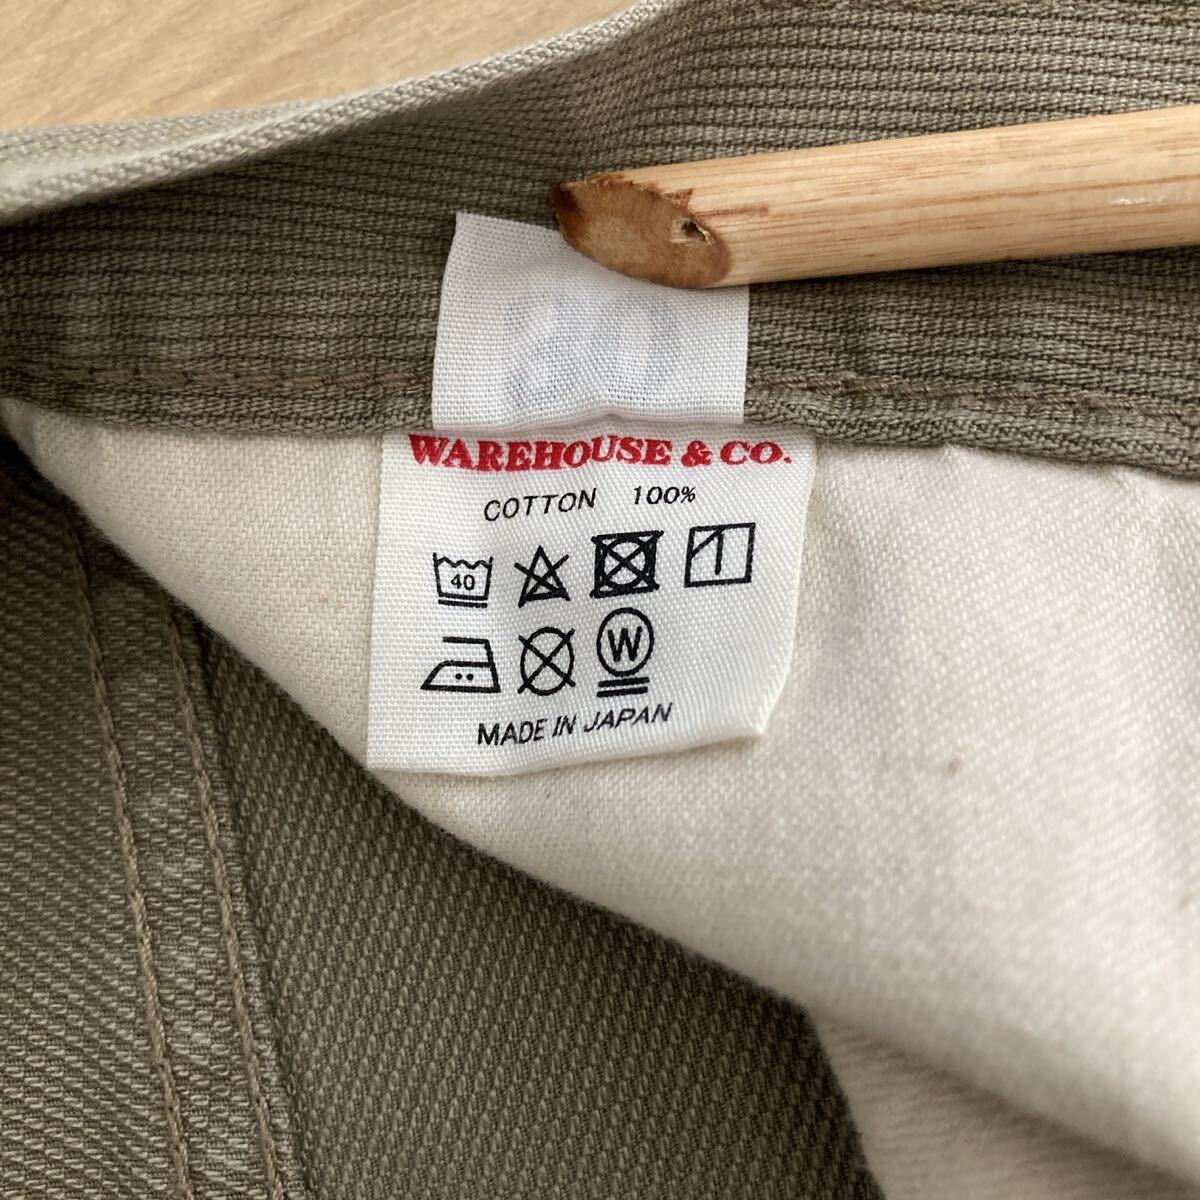 WAREHOUSE & CO.
COTTON 100%
40
W
MADE IN JAPAN